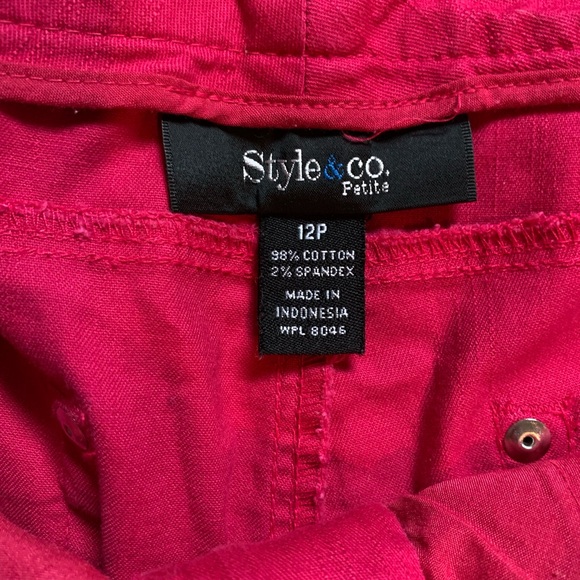 Style&co.
Petite
12P
98% COTTON
2% SPANDEX
MADE IN
INDONESIA
WPL 8046